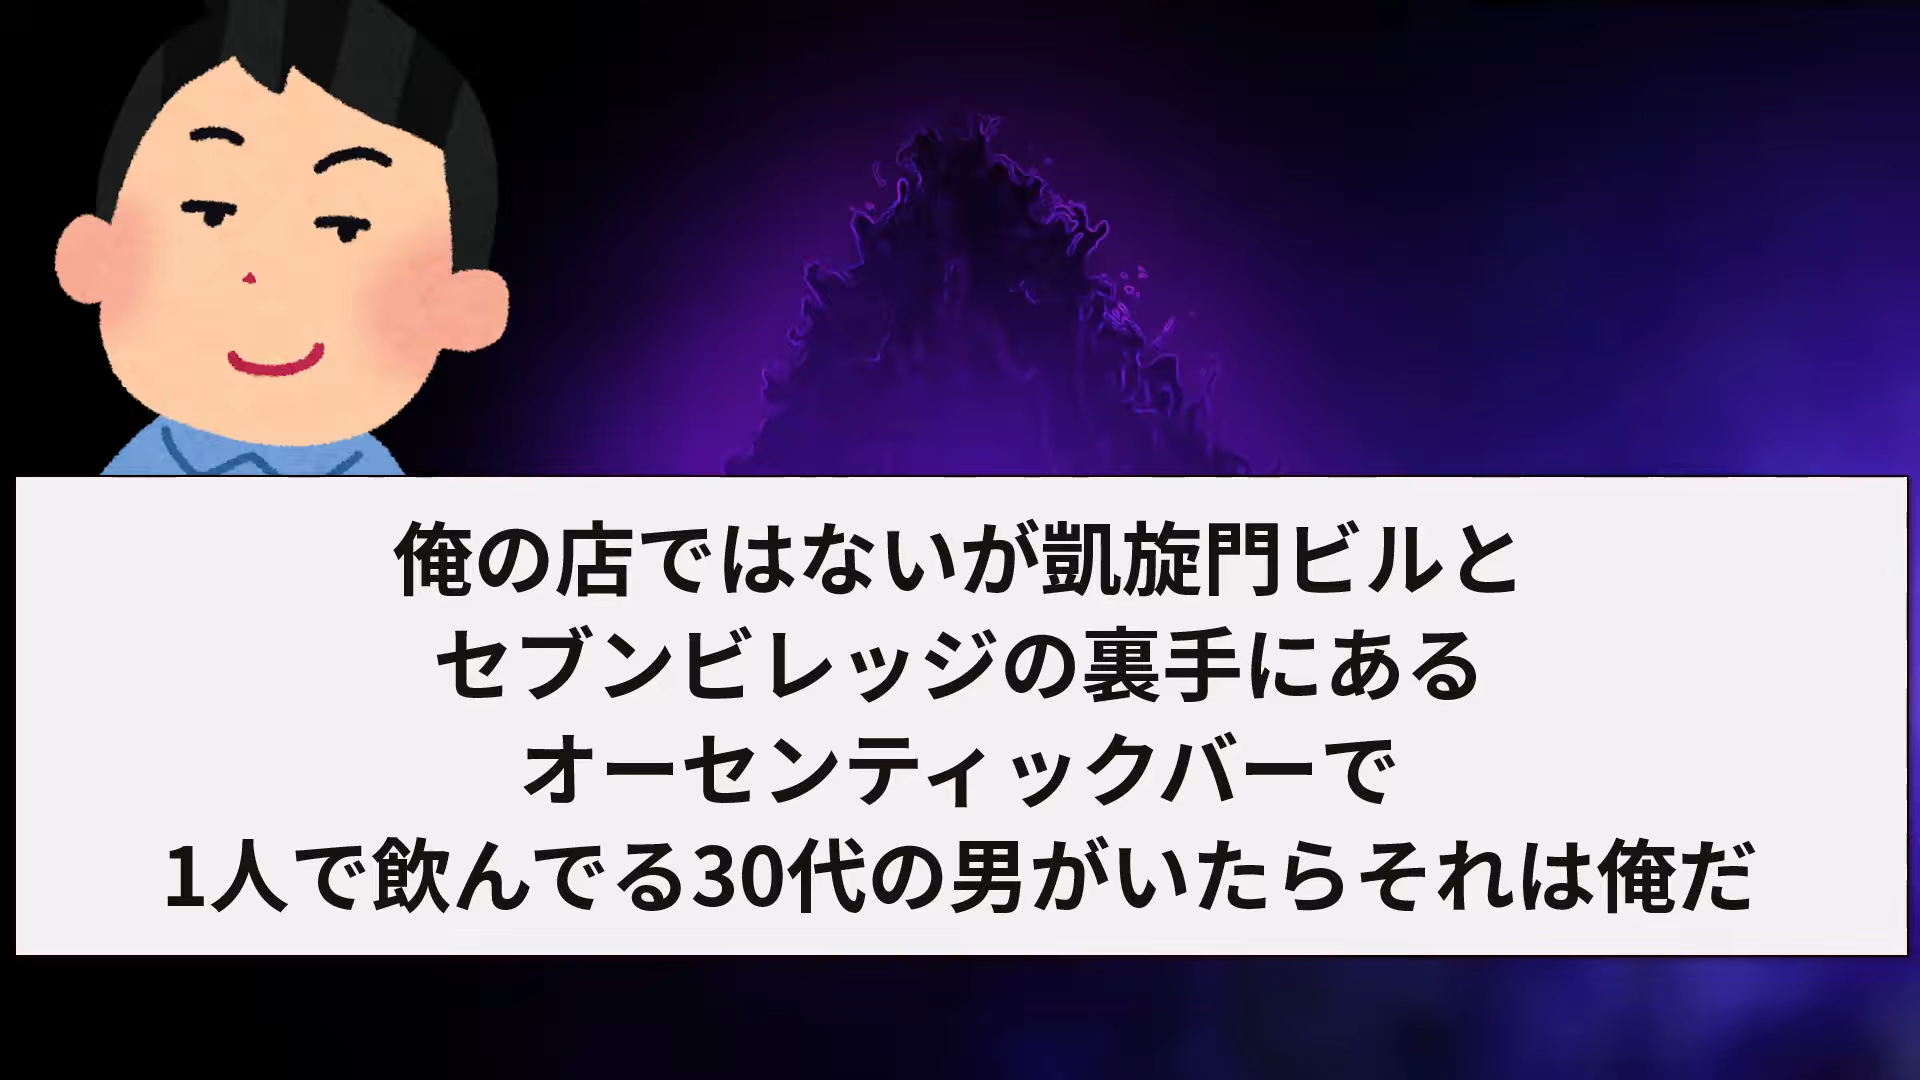 俺の店ではないが凱旋門ビルと
セブンビレッジの裏手にある
オーセンティックバーで
1人で飲んでる30代の男がいたらそれは俺だ